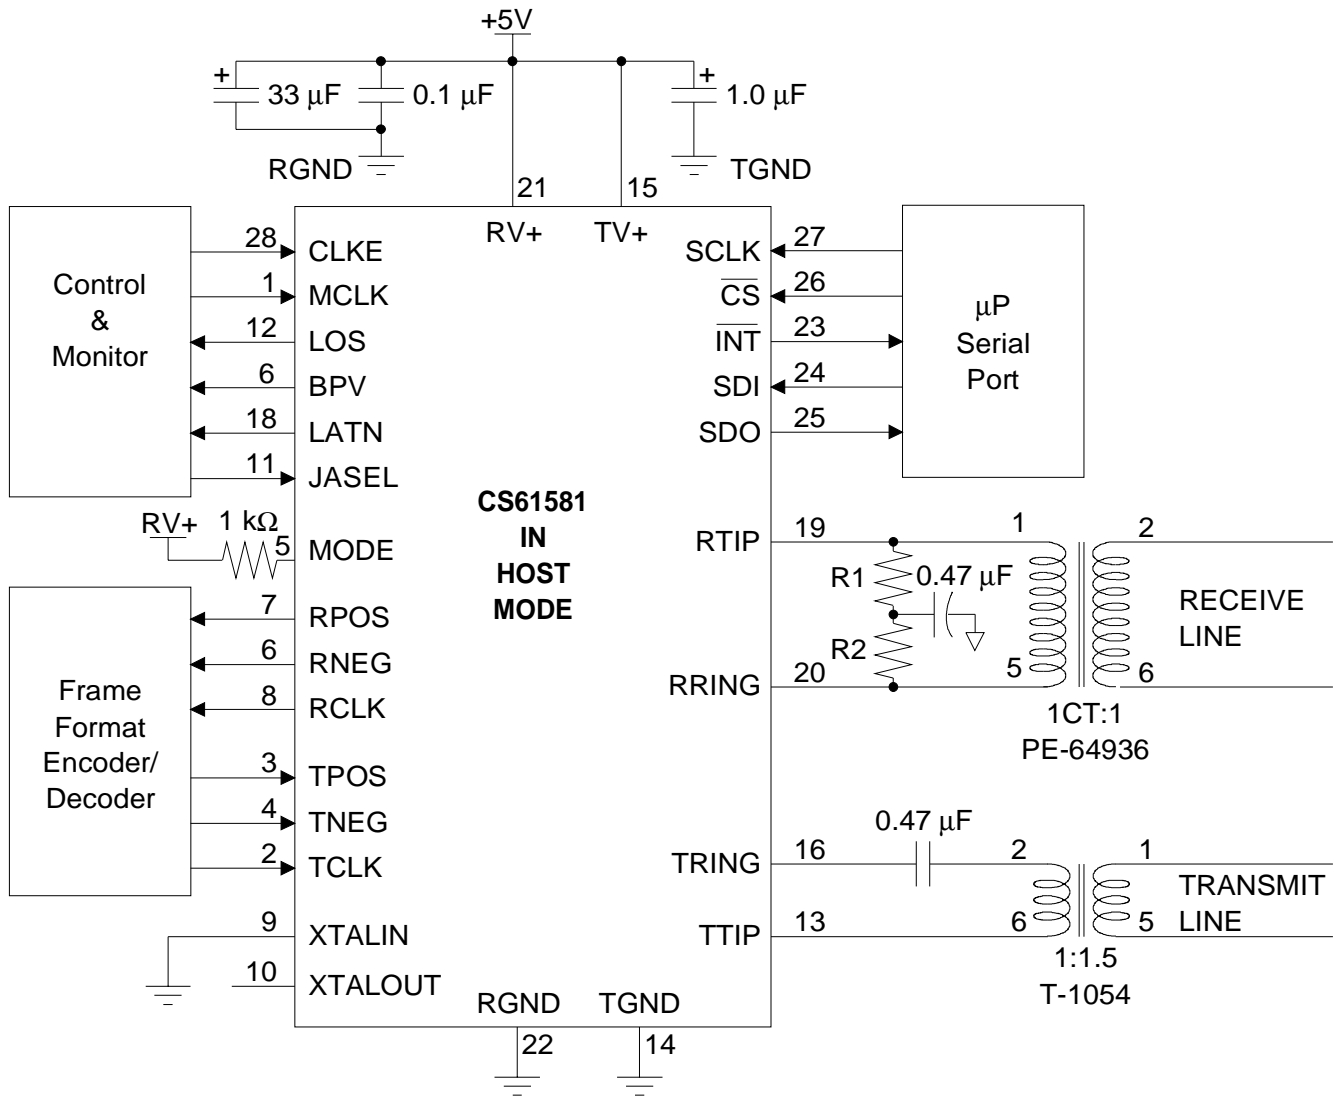 +5V
+
33 μF
0.1 μF
+
1.0 μF
RGND
TGND
21
15
RV+
TV+
Control
&
Monitor
28
CLKE
1
MCLK
12
LOS
6
BPV
18
LATN
11
JASEL
RV+
1 kΩ
5
MODE
Frame
Format
Encoder/
Decoder
7
RPOS
6
RNEG
8
RCLK
3
TPOS
4
TNEG
2
TCLK
9
XTALIN
10
XTALOUT
CS61581
IN
HOST
MODE
SCLK
27
CS
26
INT
23
SDI
24
SDO
25
μP
Serial
Port
RTIP
19
R1
0.47 μF
R2
RRING
20
1
2
5
6
RECEIVE
LINE
1CT:1
PE-64936
0.47 μF
TRING
16
2
1
TTIP
13
6
5
TRANSMIT
LINE
1:1.5
T-1054
RGND
TGND
22
14